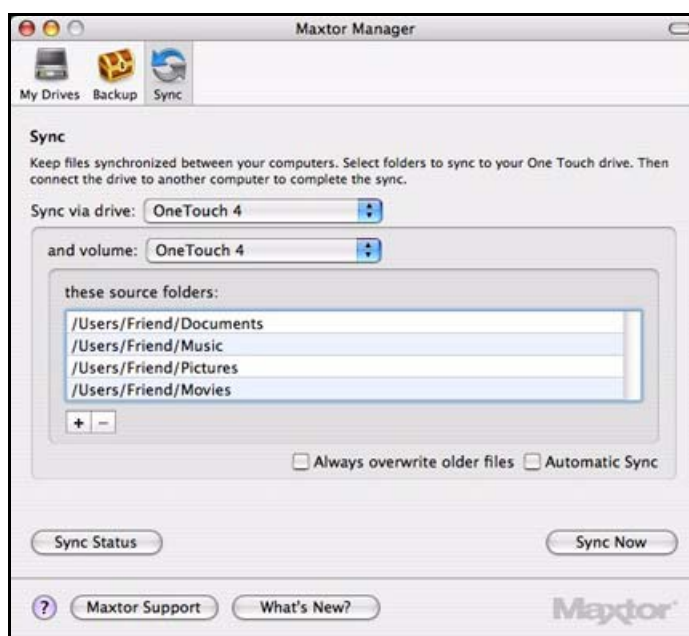 Maxtor Manager
My Drives Backup Sync
Sync
Keep files synchronized between your computers. Select folders to sync to your One Touch drive. Then
connect the drive to another computer to complete the sync.
Sync via drive: OneTouch 4
and volume: OneTouch 4
these source folders:
/Users/Friend/Documents
/Users/Friend/Music
/Users/Friend/Pictures
/Users/Friend/Movies
+ −
Always overwrite older files Automatic Sync
Sync Status Sync Now
? Maxtor Support What's New? Maxtor